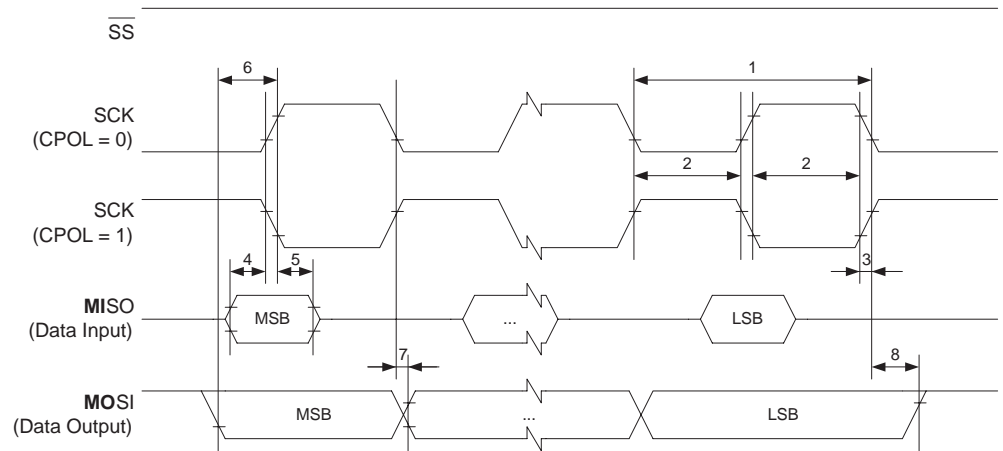 SS
6
1
SCK
(CPOL = 0)
2
2
SCK
(CPOL = 1)
4
5
3
MISO
(Data Input)
MSB
...
LSB
7
8
MOSI
(Data Output)
MSB
...
LSB